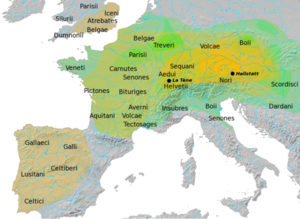 Parisii
Iceni
Silurii
Atrebates
Dumnonii
Belgae
Belgae
Treveri
Volcae
Boii
Parisii
Veneti
Carnutes
Sequani
Hallstatt
Senones
Aedui
La Tène
Nori
Helvetii
Scordisci
Pictones
Bituriges
Averni
Insubres
Boii
Dardani
Aquitani
Volcae
Senones
Tectosages
Gallaeci
Galli
Celtiberi
Lusitani
Celtici